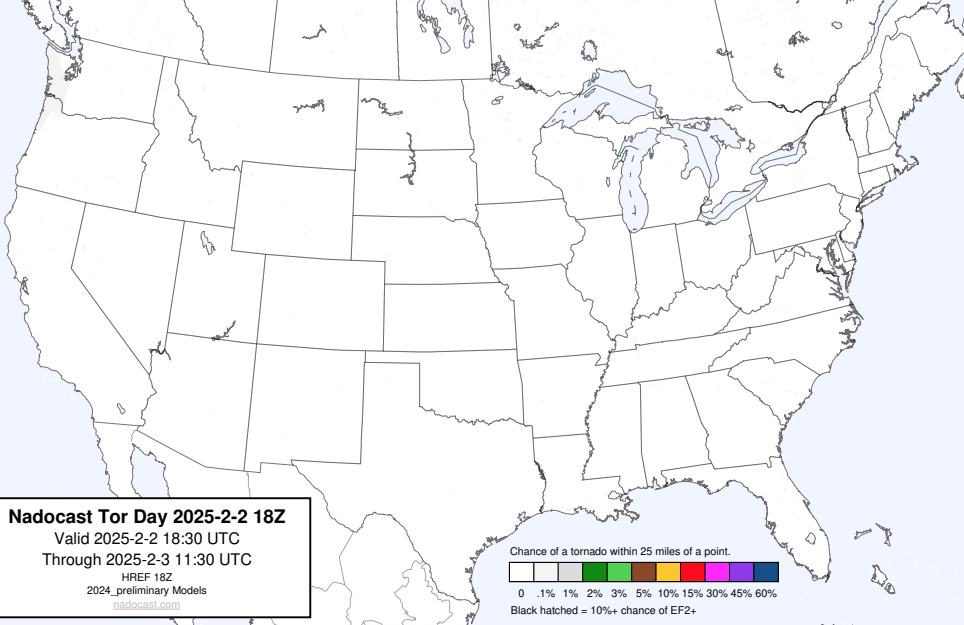 Nadocast Tor Day 2025-2-2 18Z
Valid 2025-2-2 18:30 UTC
Through 2025-2-3 11:30 UTC
HREF 18Z
2024_preliminary Models
nadocast.com
Chance of a tornado within 25 miles of a point.
0 .1% 1% 2% 3% 5% 10% 15% 30% 45% 60%
Black hatched = 10%+ chance of EF2+